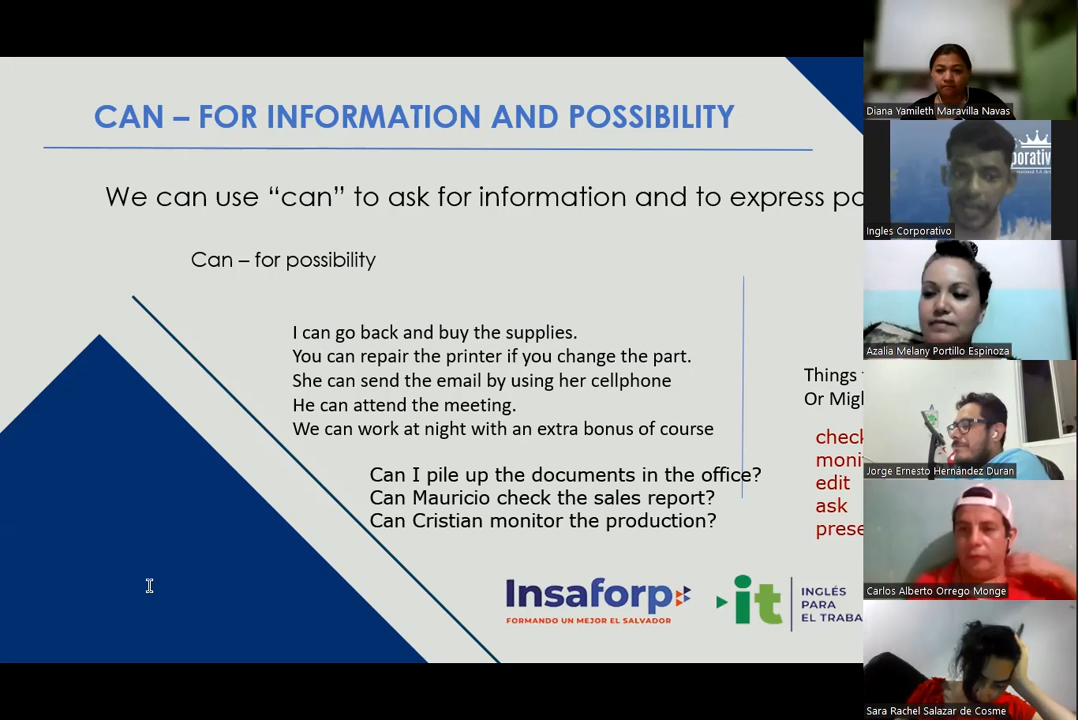 CAN – FOR INFORMATION AND POSSIBILITY
We can use “can” to ask for information and to express
Can – for possibility
I can go back and buy the supplies.
You can repair the printer if you change the part.
She can send the email by using her cellphone
He can attend the meeting.
We can work at night with an extra bonus of course
Can I pile up the documents in the office?
Can Mauricio check the sales report?
Can Cristian monitor the production?
Things
Or
check
edit
ask
Insaforp
FORMANDO UN MEJOR EL SALVADOR
it
INGLÉS
PARA
EL
Diana Yamileth Maravilla Navas
Ingles Corporativo
Azalia Melany Portillo Espinoza
Jorge Ernesto Hernández Duran
Carlos Alberto Orrego Monge
Sara Rachel Salazar de Cosme